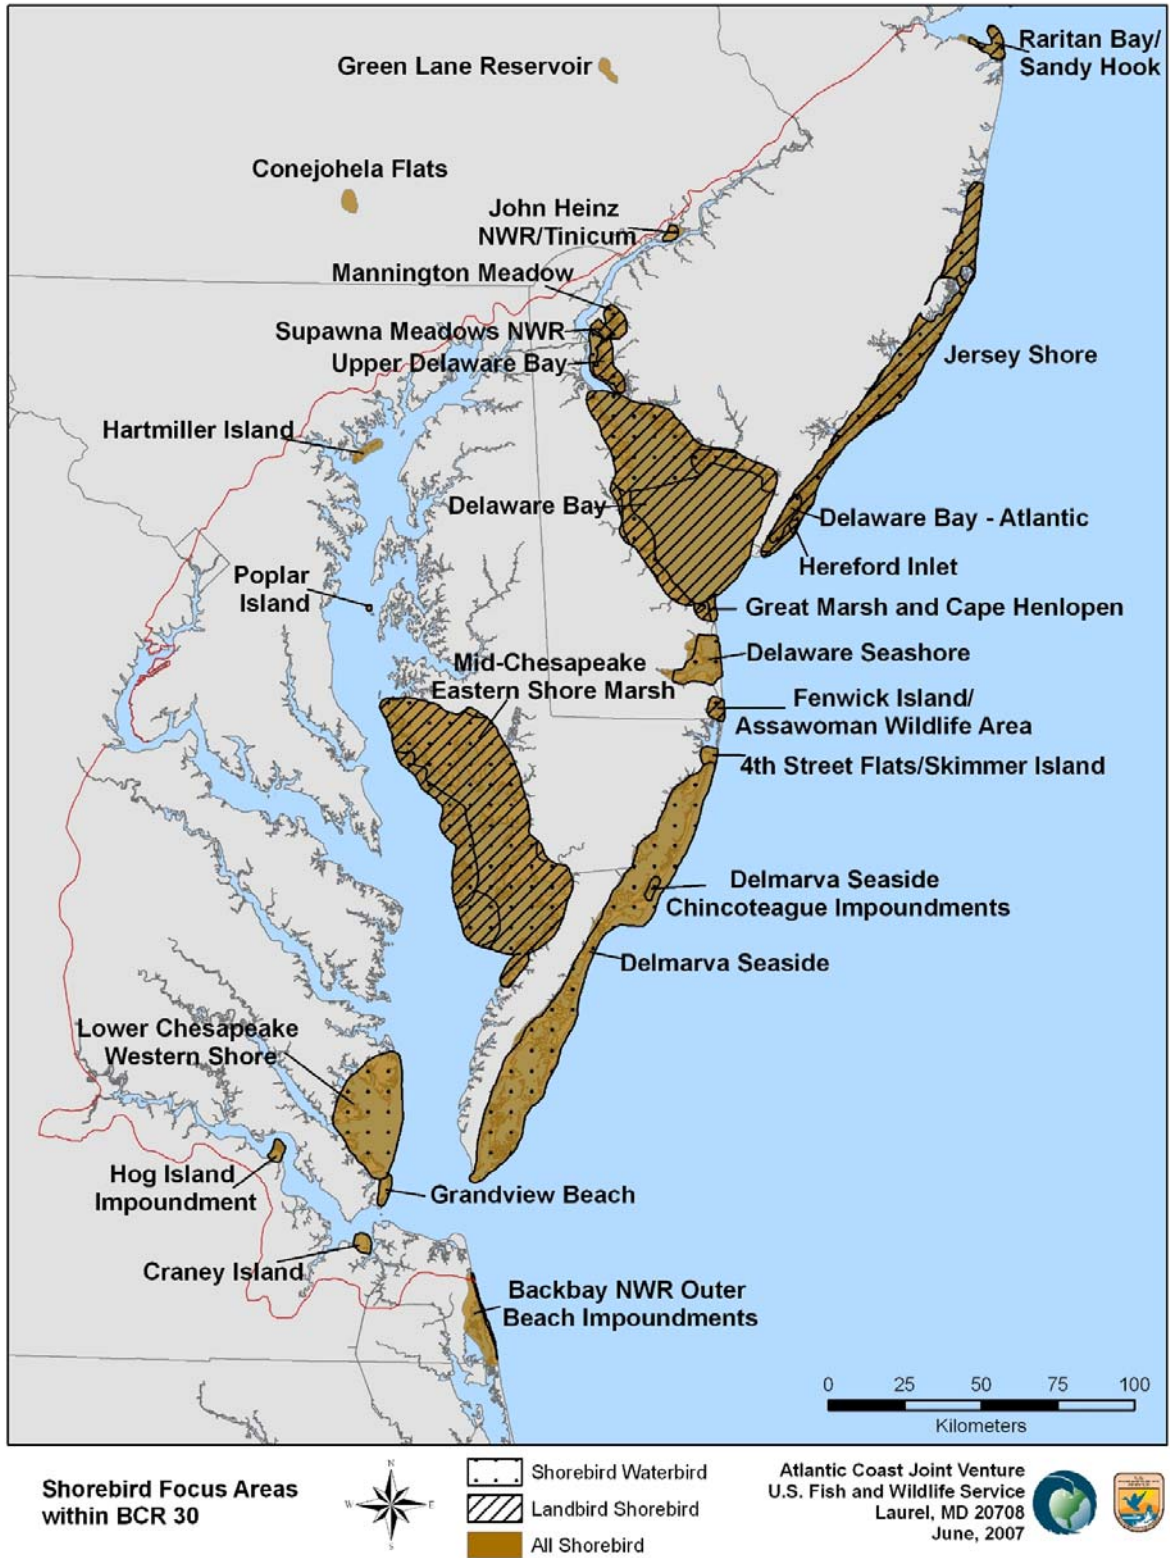 Raritan Bay/
Sandy Hook
Green Lane Reservoir
Conejohela Flats
John Heinz
NWR/Tinicum
Mannington Meadow
Supawna Meadows NWR
Upper Delaware Bay
Jersey Shore
Hartmiller Island
Delaware Bay
Delaware Bay - Atlantic
Hereford Inlet
Poplar
Island
Great Marsh and Cape Henlopen
Delaware Seashore
Mid-Chesapeake
Eastern Shore Marsh
Fenwick Island/
Assawoman Wildlife Area
4th Street Flats/Skimmer Island
Delmarva Seaside
Chincoteague Impoundments
Delmarva Seaside
Lower Chesapeake
Western Shore
Hog Island
Impoundment
Grandview Beach
Craney Island
Backbay NWR Outer
Beach Impoundments
0 25 50 75 100
Kilometers
Shorebird Focus Areas
within BCR 30
N
W E
S
Shorebird Waterbird
Landbird Shorebird
All Shorebird
Atlantic Coast Joint Venture
U.S. Fish and Wildlife Service
Laurel, MD 20708
June, 2007